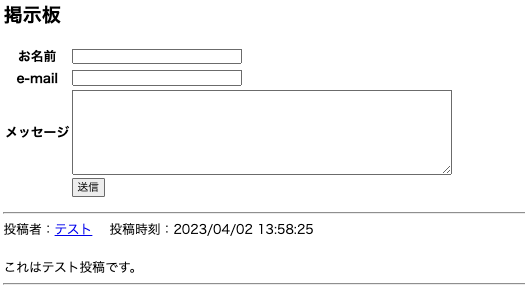 掲示板
お名前
e-mail
メッセージ
送信
投稿者：テスト　投稿時刻：2023/04/02 13:58:25
これはテスト投稿です。